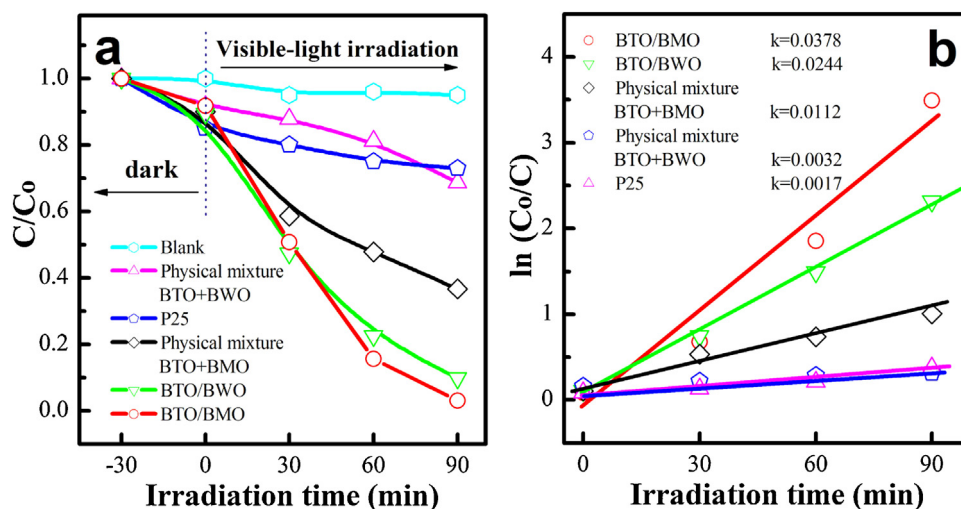 a
Visible-light irradiation
dark
Blank
Physical mixture
BTO+BWO
P25
Physical mixture
BTO+BMO
BTO/BWO
BTO/BMO
C/Co
1.0
0.8
0.6
0.4
0.2
0.0
-30 0 30 60 90
Irradiation time (min)
b
BTO/BMO k=0.0378
BTO/BWO k=0.0244
Physical mixture
BTO+BMO k=0.0112
Physical mixture
BTO+BWO k=0.0032
P25 k=0.0017
ln (Co/C)
4
3
2
1
0
0 30 60 90
Irradiation time (min)